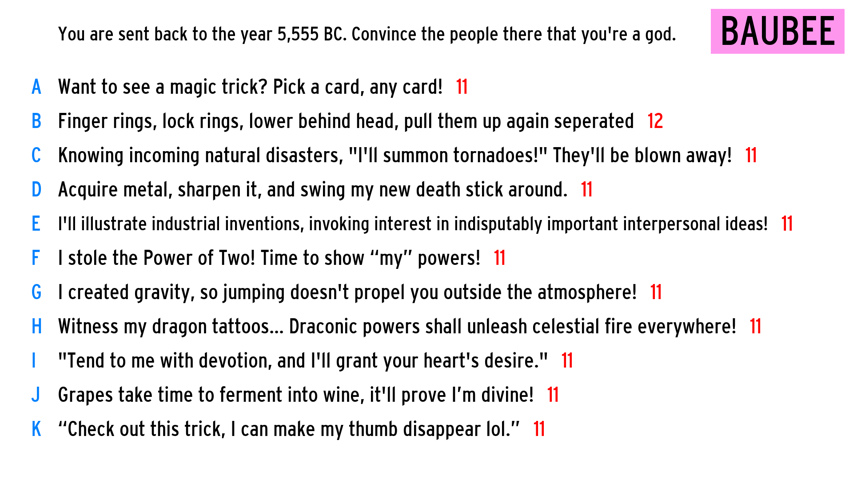 You are sent back to the year 5,555 BC. Convince the people there that you're a god.
BAUBEE
A Want to see a magic trick? Pick a card, any card! 11
B Finger rings, lock rings, lower behind head, pull them up again seperated 12
C Knowing incoming natural disasters, "I'll summon tornadoes!" They'll be blown away! 11
D Acquire metal, sharpen it, and swing my new death stick around. 11
E I'll illustrate industrial inventions, invoking interest in indisputably important interpersonal ideas! 11
F I stole the Power of Two! Time to show “my” powers! 11
G I created gravity, so jumping doesn't propel you outside the atmosphere! 11
H Witness my dragon tattoos... Draconic powers shall unleash celestial fire everywhere! 11
I "Tend to me with devotion, and I'll grant your heart's desire." 11
J Grapes take time to ferment into wine, it'll prove I’m divine! 11
K “Check out this trick, I can make my thumb disappear lol.” 11